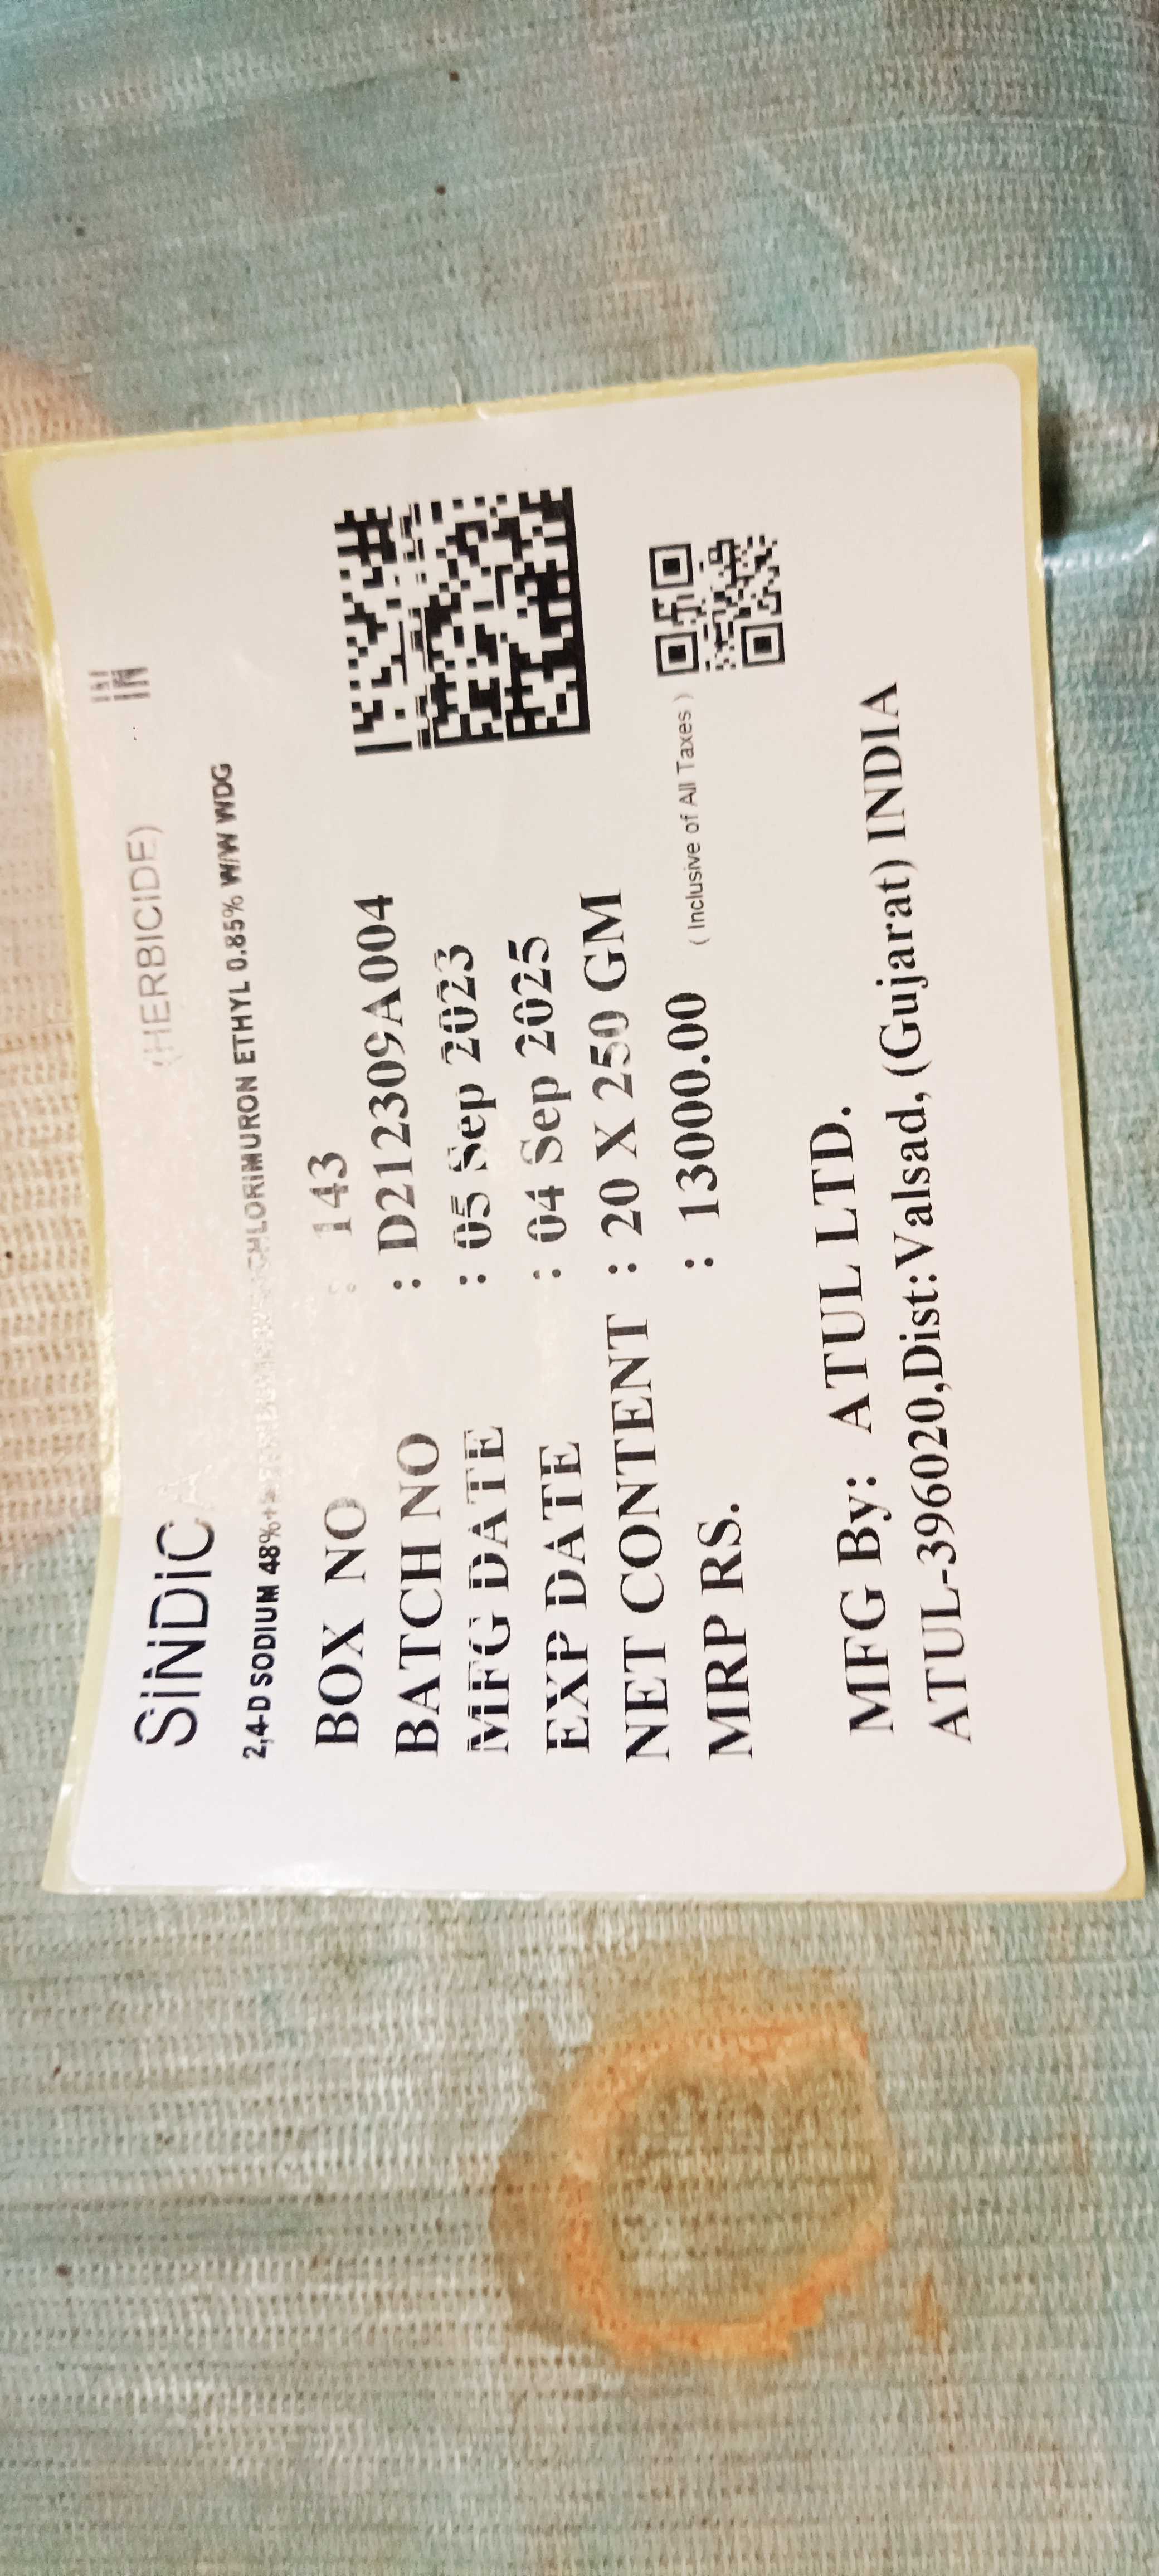 SiNDiCA (HERBICIDE)
2,4-D SODIUM 48%+ CHLORIMURON ETHYL 0.85% W/W WDG
BOX NO : 143
BATCH NO : D212309A004
MFG DATE : 05 Sep 2023
EXP DATE : 04 Sep 2025
NET CONTENT : 20 X 250 GM
MRP RS. : 13000.00 ( Inclusive of All Taxes )
MFG By: ATUL LTD.
ATUL-396020,Dist:Valsad, (Gujarat) INDIA